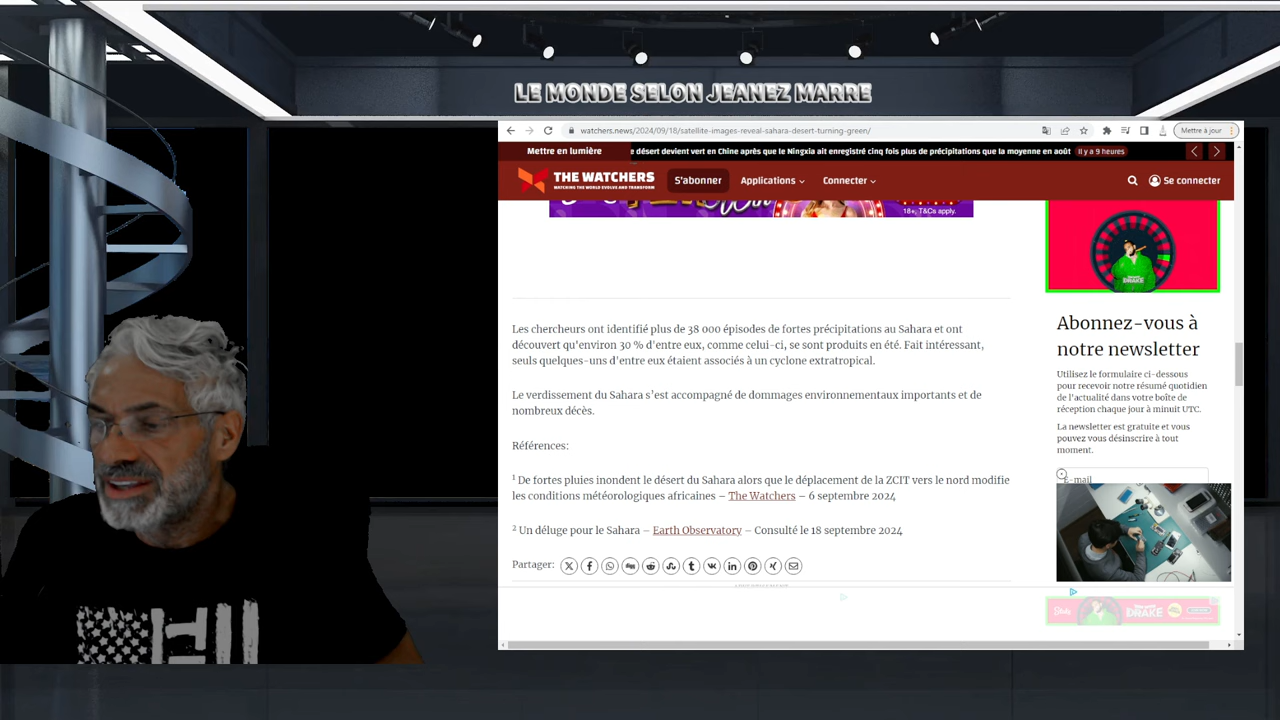 LE MONDE SELON JEANEZ MARRE
watchers.news/2024/09/18/satellite-images-reveal-sahara-desert-turning-green/
Mettre à jour
Mettre en lumière
e désert devient vert en Chine après que le Ningxia ait enregistré cinq fois plus de précipitations que la moyenne en août
Il y a 9 heures
THE WATCHERS
WATCHING THE WORLD EVOLVE AND TRANSFORM
S'abonner
Applications
Connecter
Se connecter
18+, T&Cs apply.
DRAKE
Les chercheurs ont identifié plus de 38 000 épisodes de fortes précipitations au Sahara et ont
découvert qu'environ 30 % d'entre eux, comme celui-ci, se sont produits en été. Fait intéressant,
seuls quelques-uns d'entre eux étaient associés à un cyclone extratropical.
Le verdissement du Sahara s’est accompagné de dommages environnementaux importants et de
nombreux décès.
Références:
1 De fortes pluies inondent le désert du Sahara alors que le déplacement de la ZCIT vers le nord modifie
les conditions météorologiques africaines – The Watchers – 6 septembre 2024
2 Un déluge pour le Sahara – Earth Observatory – Consulté le 18 septembre 2024
Partager:
Abonnez-vous à
notre newsletter
Utilisez le formulaire ci-dessous
pour recevoir notre résumé quotidien
de l'actualité dans votre boîte de
réception chaque jour à minuit UTC.
La newsletter est gratuite et vous
pouvez vous désinscrire à tout
moment.
E-mail
DRAKE